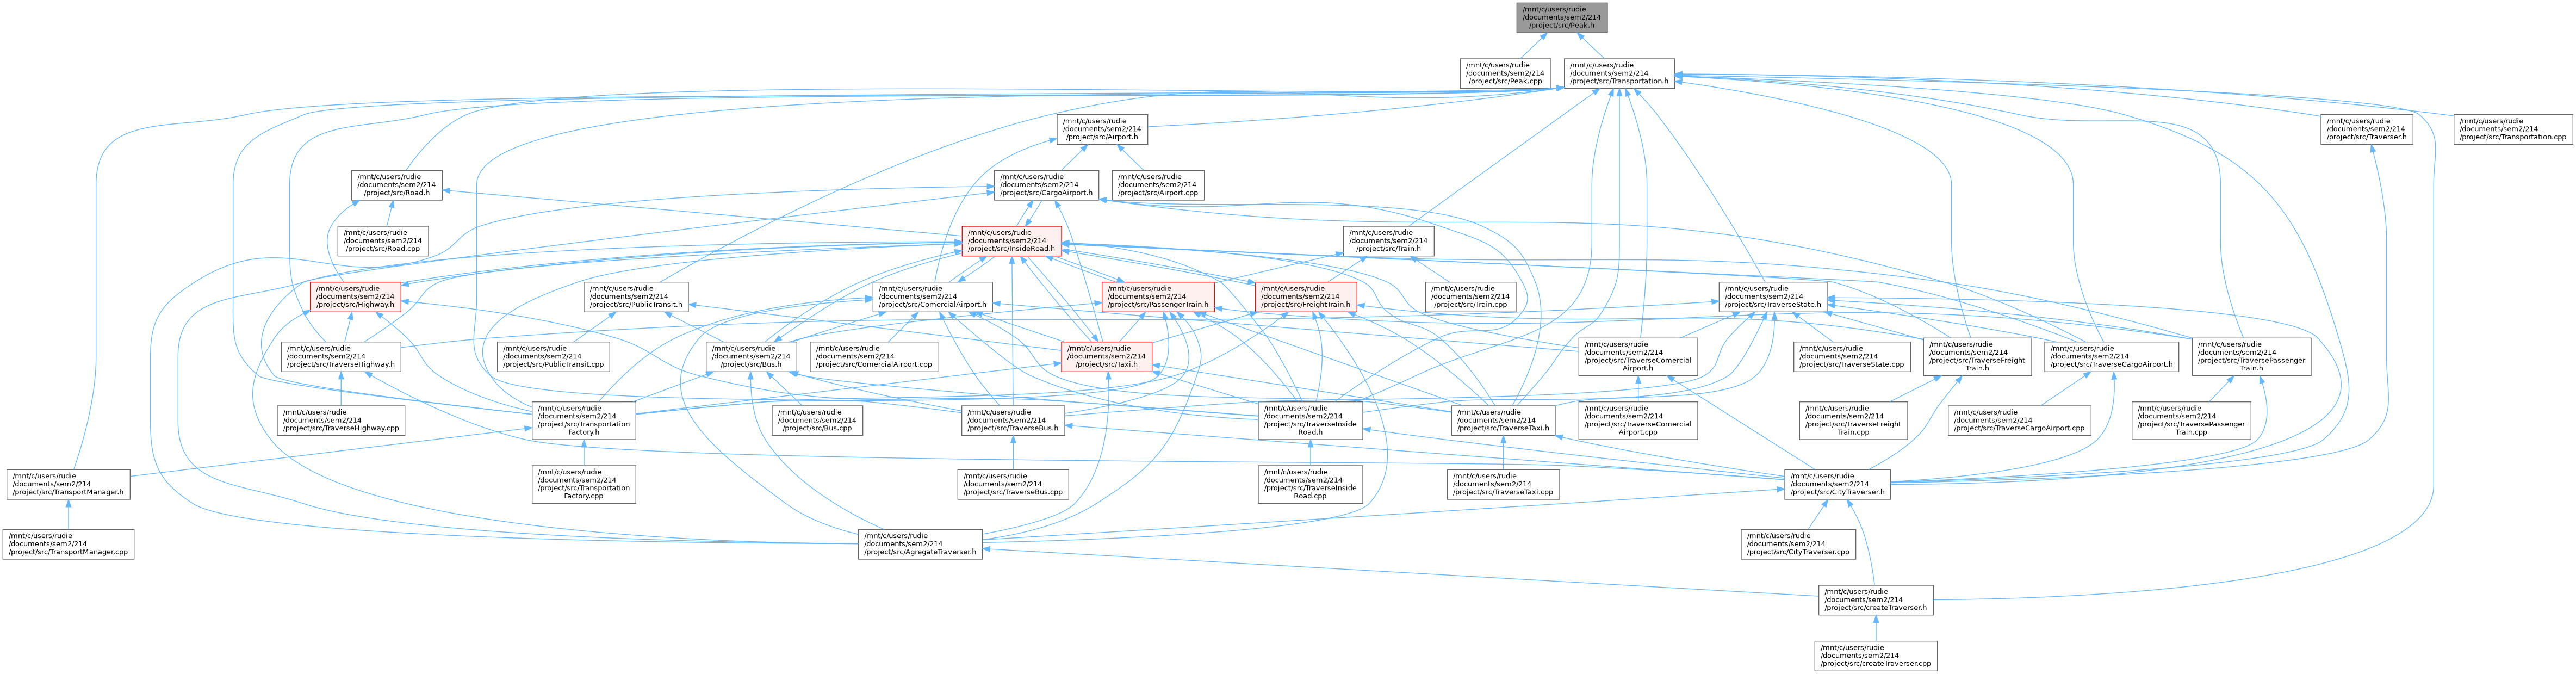 /mnt/c/users/rudie
/documents/sem2/214
/project/src/Peak.h
/mnt/c/users/rudie
/documents/sem2/214
/project/src/Peak.cpp
/mnt/c/users/rudie
/documents/sem2/214
/project/src/Transportation.h
/mnt/c/users/rudie
/documents/sem2/214
/project/src/Airport.h
/mnt/c/users/rudie
/documents/sem2/214
/project/src/Traverser.h
/mnt/c/users/rudie
/documents/sem2/214
/project/src/Transportation.cpp
/mnt/c/users/rudie
/documents/sem2/214
/project/src/Road.h
/mnt/c/users/rudie
/documents/sem2/214
/project/src/CargoAirport.h
/mnt/c/users/rudie
/documents/sem2/214
/project/src/Airport.cpp
/mnt/c/users/rudie
/documents/sem2/214
/project/src/Road.cpp
/mnt/c/users/rudie
/documents/sem2/214
/project/src/InsideRoad.h
/mnt/c/users/rudie
/documents/sem2/214
/project/src/Train.h
/mnt/c/users/rudie
/documents/sem2/214
/project/src/Highway.h
/mnt/c/users/rudie
/documents/sem2/214
/project/src/PublicTransit.h
/mnt/c/users/rudie
/documents/sem2/214
/project/src/ComercialAirport.h
/mnt/c/users/rudie
/documents/sem2/214
/project/src/PassengerTrain.h
/mnt/c/users/rudie
/documents/sem2/214
/project/src/FreightTrain.h
/mnt/c/users/rudie
/documents/sem2/214
/project/src/Train.cpp
/mnt/c/users/rudie
/documents/sem2/214
/project/src/TraverseState.h
/mnt/c/users/rudie
/documents/sem2/214
/project/src/TraverseHighway.h
/mnt/c/users/rudie
/documents/sem2/214
/project/src/PublicTransit.cpp
/mnt/c/users/rudie
/documents/sem2/214
/project/src/Bus.h
/mnt/c/users/rudie
/documents/sem2/214
/project/src/ComercialAirport.cpp
/mnt/c/users/rudie
/documents/sem2/214
/project/src/Taxi.h
/mnt/c/users/rudie
/documents/sem2/214
/project/src/TraverseComercial
Airport.h
/mnt/c/users/rudie
/documents/sem2/214
/project/src/TraverseState.cpp
/mnt/c/users/rudie
/documents/sem2/214
/project/src/TraverseFreight
Train.h
/mnt/c/users/rudie
/documents/sem2/214
/project/src/TraverseCargoAirport.h
/mnt/c/users/rudie
/documents/sem2/214
/project/src/TraversePassenger
Train.h
/mnt/c/users/rudie
/documents/sem2/214
/project/src/TraverseHighway.cpp
/mnt/c/users/rudie
/documents/sem2/214
/project/src/Transportation
Factory.h
/mnt/c/users/rudie
/documents/sem2/214
/project/src/Bus.cpp
/mnt/c/users/rudie
/documents/sem2/214
/project/src/TraverseBus.h
/mnt/c/users/rudie
/documents/sem2/214
/project/src/TraverseInside
Road.h
/mnt/c/users/rudie
/documents/sem2/214
/project/src/TraverseTaxi.h
/mnt/c/users/rudie
/documents/sem2/214
/project/src/TraverseComercial
Airport.cpp
/mnt/c/users/rudie
/documents/sem2/214
/project/src/TraverseFreight
Train.cpp
/mnt/c/users/rudie
/documents/sem2/214
/project/src/TraverseCargoAirport.cpp
/mnt/c/users/rudie
/documents/sem2/214
/project/src/TraversePassenger
Train.cpp
/mnt/c/users/rudie
/documents/sem2/214
/project/src/TransportManager.h
/mnt/c/users/rudie
/documents/sem2/214
/project/src/Transportation
Factory.cpp
/mnt/c/users/rudie
/documents/sem2/214
/project/src/TraverseBus.cpp
/mnt/c/users/rudie
/documents/sem2/214
/project/src/TraverseInside
Road.cpp
/mnt/c/users/rudie
/documents/sem2/214
/project/src/TraverseTaxi.cpp
/mnt/c/users/rudie
/documents/sem2/214
/project/src/CityTraverser.h
/mnt/c/users/rudie
/documents/sem2/214
/project/src/TransportManager.cpp
/mnt/c/users/rudie
/documents/sem2/214
/project/src/AgregateTraverser.h
/mnt/c/users/rudie
/documents/sem2/214
/project/src/CityTraverser.cpp
/mnt/c/users/rudie
/documents/sem2/214
/project/src/createTraverser.h
/mnt/c/users/rudie
/documents/sem2/214
/project/src/createTraverser.cpp